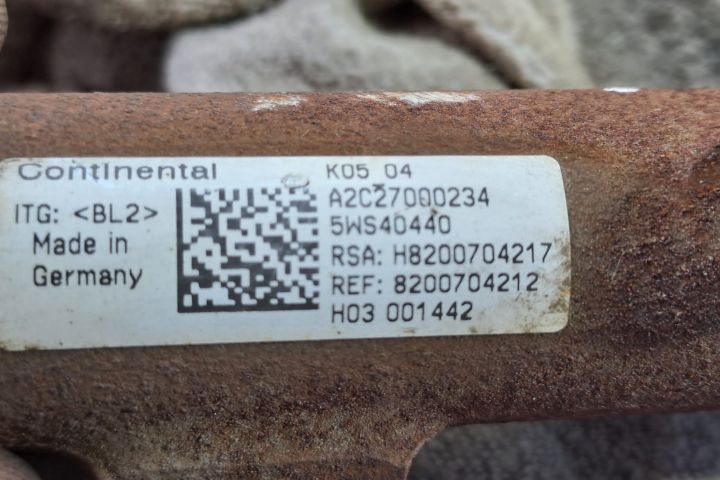 Continental
ITG: <BL2>
Made in
Germany
K05 04
A2C27000234
5WS40440
RSA: H8200704217
REF: 8200704212
H03 001442